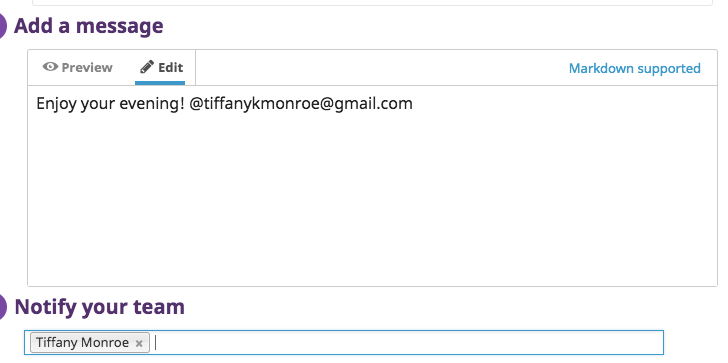 Add a message
Preview Edit Markdown supported
Enjoy your evening! @tiffanykmonroe@gmail.com
Notify your team
Tiffany Monroe ×